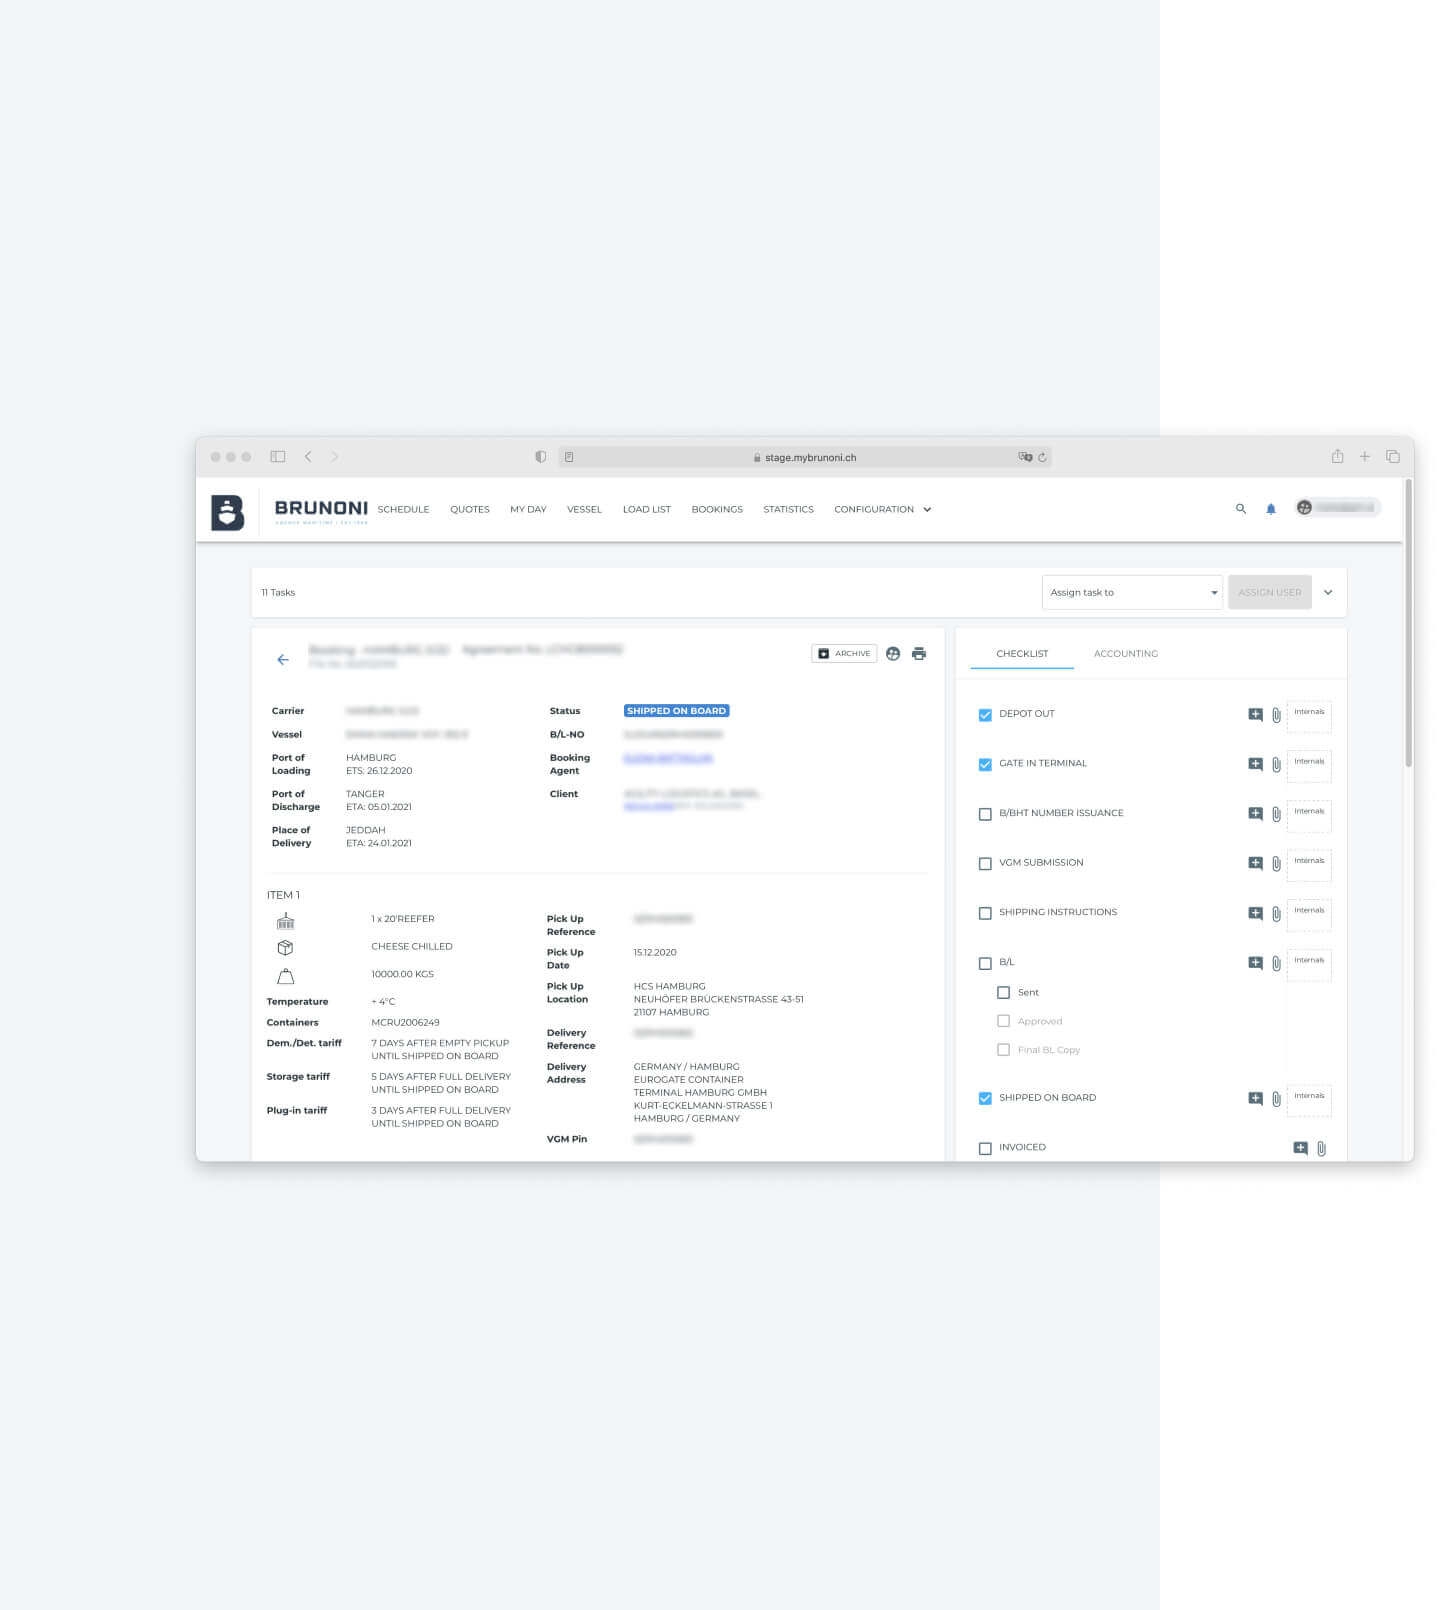 stage.mybrunoni.ch
BRUNONI
SCHEDULE QUOTES MY DAY VESSEL LOAD LIST BOOKINGS STATISTICS CONFIGURATION
11 Tasks
Assign task to
ASSIGN USER
ARCHIVE
Carrier
Vessel
Port of
Loading
HAMBURG
ETS: 26.12.2020
Port of
Discharge
TANGER
ETA: 05.01.2021
Place of
Delivery
JEDDAH
ETA: 24.01.2021
Status
SHIPPED ON BOARD
B/L-NO
Booking
Agent
Client
ITEM 1
1 x 20'REEFER
CHEESE CHILLED
10000.00 KGS
Temperature
+ 4°C
Containers
MCRU2006249
Dem./Det. tariff
7 DAYS AFTER EMPTY PICKUP
UNTIL SHIPPED ON BOARD
Storage tariff
5 DAYS AFTER FULL DELIVERY
UNTIL SHIPPED ON BOARD
Plug-in tariff
3 DAYS AFTER FULL DELIVERY
UNTIL SHIPPED ON BOARD
Pick Up
Reference
Pick Up
Date
15.12.2020
Pick Up
Location
HCS HAMBURG
NEUHÖFER BRÜCKENSTRASSE 43-51
21107 HAMBURG
Delivery
Reference
Delivery
Address
GERMANY / HAMBURG
EUROGATE CONTAINER
TERMINAL HAMBURG GMBH
KURT-ECKELMANN-STRASSE 1
HAMBURG / GERMANY
VGM Pin
CHECKLIST
ACCOUNTING
DEPOT OUT
Internals
GATE IN TERMINAL
Internals
B/BHT NUMBER ISSUANCE
Internals
VGM SUBMISSION
Internals
SHIPPING INSTRUCTIONS
Internals
B/L
Internals
Sent
Approved
Final BL Copy
SHIPPED ON BOARD
Internals
INVOICED